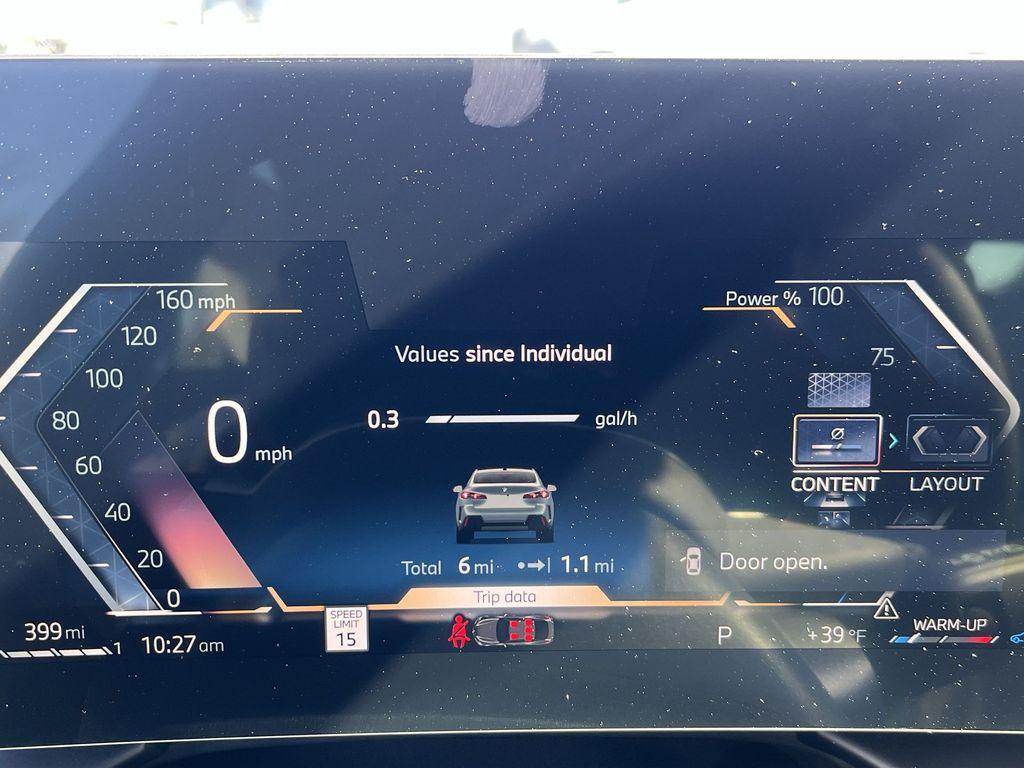 160 mph
120
100
80
60
40
20
0
0 mph
Values since Individual
0.3 gal/h
Total 6 mi 1.1 mi
Trip data
Power % 100
75
CONTENT LAYOUT
Door open.
399 mi
1
10:27 am
SPEED
LIMIT
15
P
+39 °F
WARM-UP